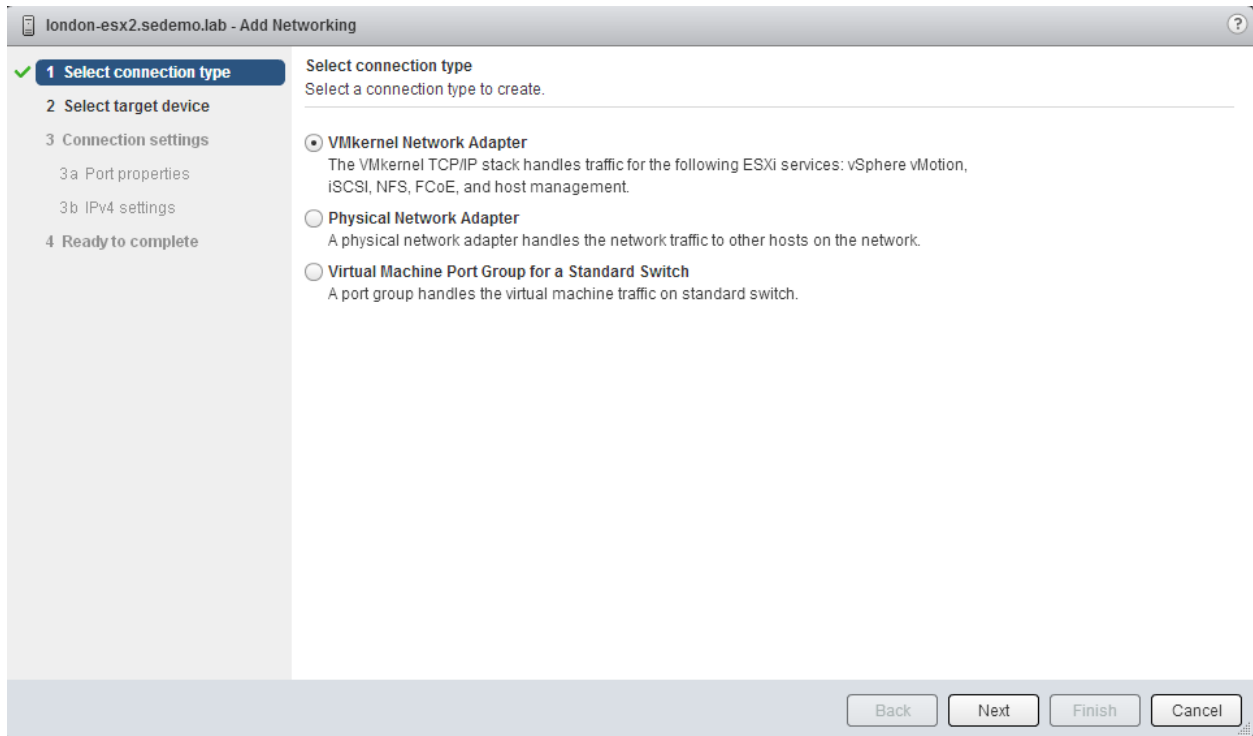 london-esx2.sedemo.lab - Add Networking
?
1 Select connection type
2 Select target device
3 Connection settings
3a Port properties
3b IPv4 settings
4 Ready to complete
Select connection type
Select a connection type to create.
VMkernel Network Adapter
The VMkernel TCP/IP stack handles traffic for the following ESXi services: vSphere vMotion,
iSCSI, NFS, FCoE, and host management.
Physical Network Adapter
A physical network adapter handles the network traffic to other hosts on the network.
Virtual Machine Port Group for a Standard Switch
A port group handles the virtual machine traffic on standard switch.
Back Next Finish Cancel